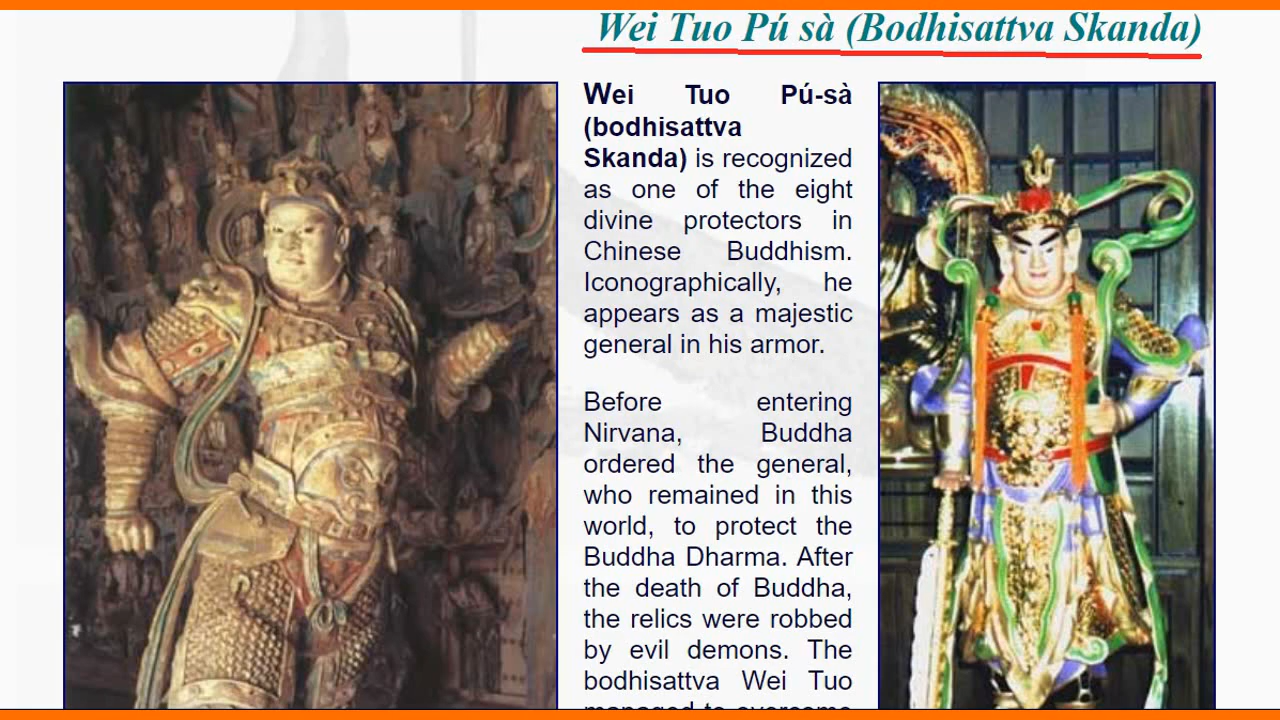 Wei Tuo Pú sà (Bodhisattva Skanda)
Wei Tuo Pú-sà
(bodhisattva
Skanda) is recognized
as one of the eight
divine protectors in
Chinese Buddhism.
Iconographically, he
appears as a majestic
general in his armor.
Before entering
Nirvana, Buddha
ordered the general,
who remained in this
world, to protect the
Buddha Dharma. After
the death of Buddha,
the relics were robbed
by evil demons. The
bodhisattva Wei Tuo
managed to overcome